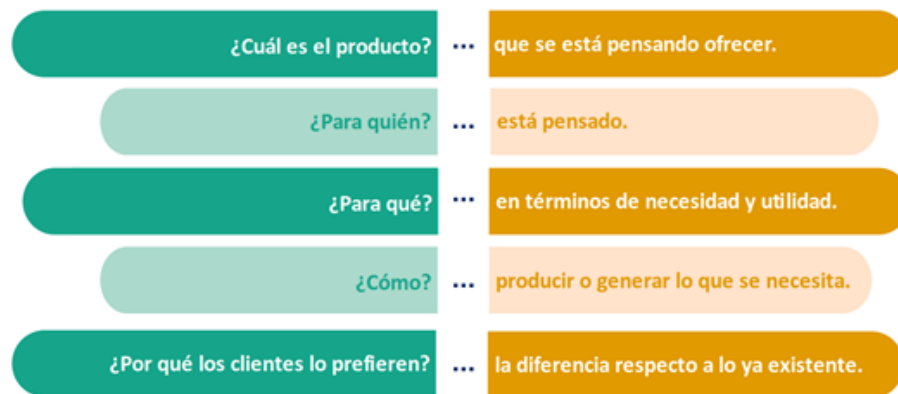 ¿Cuál es el producto? ... que se está pensando ofrecer.
¿Para quién? ... está pensado.
¿Para qué? ... en términos de necesidad y utilidad.
¿Cómo? ... producir o generar lo que se necesita.
¿Por qué los clientes lo prefieren? ... la diferencia respecto a lo ya existente.